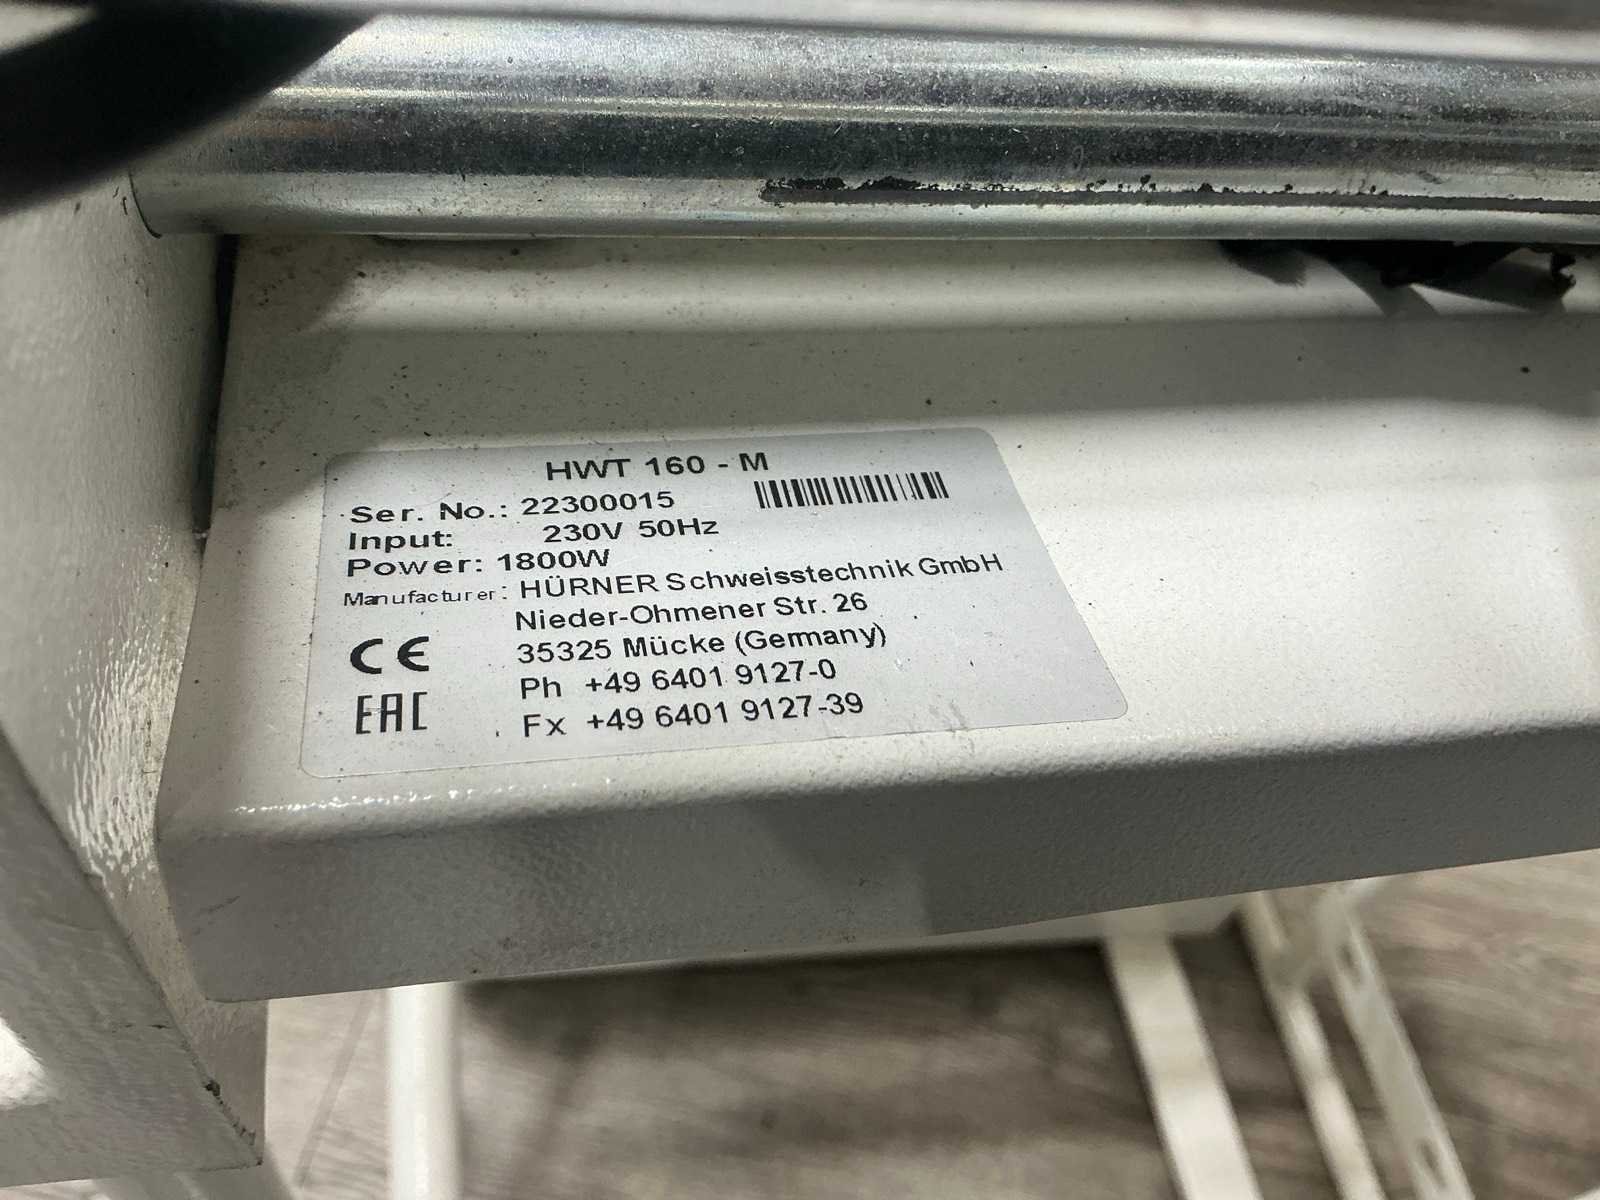 HWT 160 - M
Ser. No.: 22300015
Input: 230V 50Hz
Power: 1800W
Manufacturer: HÜRNER Schweisstechnik GmbH
Nieder-Ohmener Str. 26
35325 Mücke (Germany)
CE
Ph +49 6401 9127-0
EAC
Fx +49 6401 9127-39